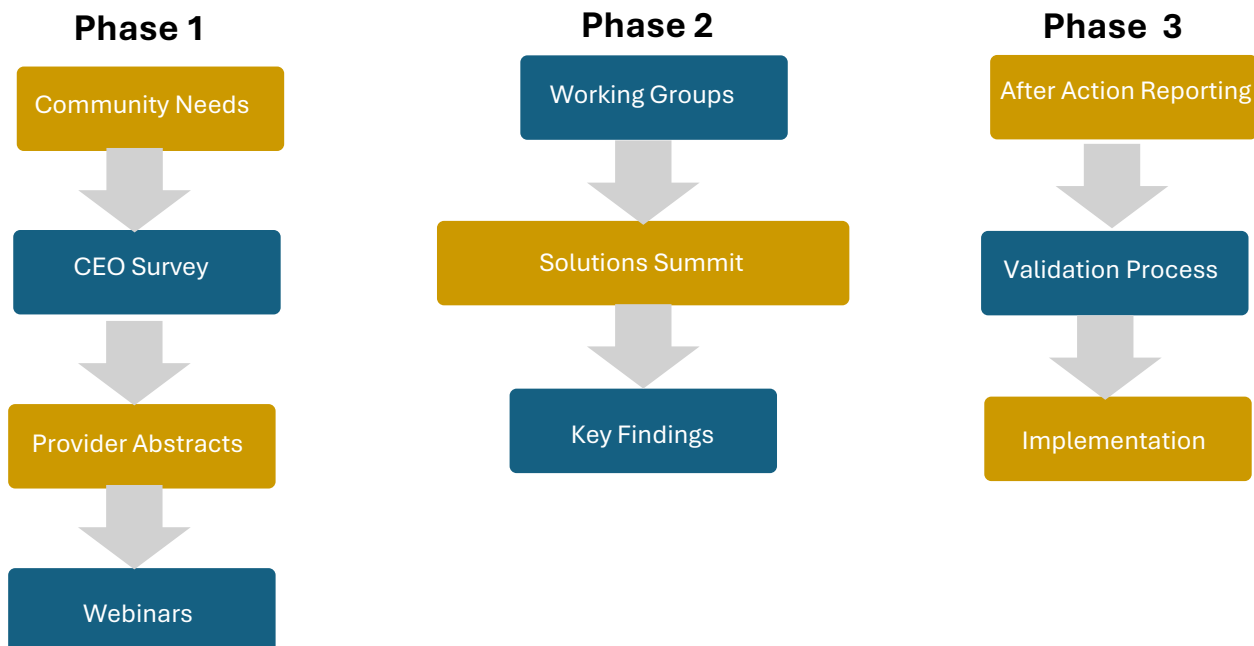 Phase 1
Community Needs
CEO Survey
Provider Abstracts
Webinars
Phase 2
Working Groups
Solutions Summit
Key Findings
Phase  3
After Action Reporting
Validation Process
Implementation